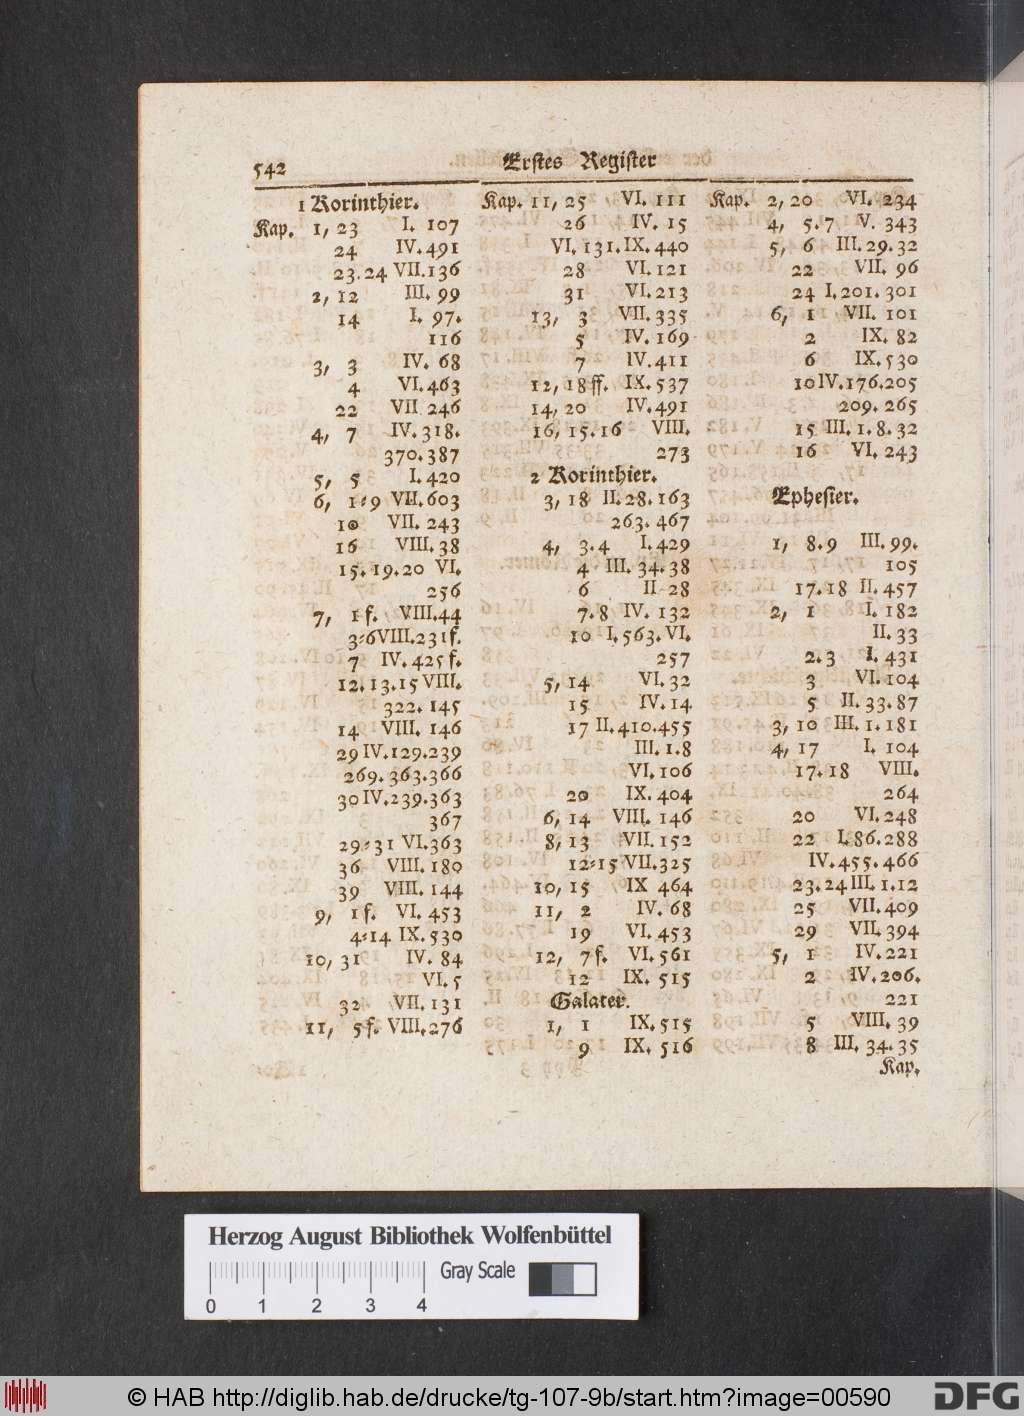 542
Erstes Register
1 Korinthier.
Kap. 1, 23 I. 107
24 IV. 491
23. 24 VII. 136
2, 12 III. 99
14 I. 97.
116
3, 3 IV. 68
4 VI. 463
22 VII 246
4, 7 IV. 318.
370. 387
5, 5 I. 420
6, 1=9 VII. 603
10 VII. 243
16 VIII. 38
15. 19. 20 VI.
256
7, 1 f. VIII. 44
3=6 VIII. 231 f.
7 IV. 425 f.
12. 13. 15 VIII.
322. 145
14 VIII. 146
29 IV. 129. 239
269. 363. 366
30 IV. 239. 363
367
29=31 VI. 363
36 VIII. 180
39 VIII. 144
9, 1 f. VI. 453
4=14 IX. 530
10, 31 IV. 84
VI. 5
32 VII. 131
11, 5 f. VIII. 276
Kap. 11, 25 VI. 111
26 IV. 15
VI. 131. IX. 440
28 VI. 121
31 VI. 213
13, 3 VII. 335
5 IV. 169
7 IV. 411
12, 18 ff. IX. 537
14, 20 IV. 491
16, 15. 16 VIII.
273
2 Korinthier.
3, 18 II. 28. 163
263. 467
4, 3. 4 I. 429
4 III. 34. 38
6 II 28
7. 8 IV. 132
10 I. 563. VI.
257
5, 14 VI. 32
15 IV. 14
17 II. 410. 455
III. 1. 8
VI. 106
20 IX. 404
6, 14 VIII. 146
8, 13 VII. 152
12=15 VII. 325
10, 15 IX 464
11, 2 IV. 68
19 VI. 453
12, 7 f. VI. 561
12 IX. 515
Galater.
1, 1 IX. 515
9 IX. 516
Kap. 2, 20 VI. 234
4, 5. 7 V. 343
5, 6 III. 29. 32
22 VII. 96
24 I. 201. 301
6, 1 VII. 101
2 IX. 82
6 IX. 530
10 IV. 176. 205
209. 265
15 III. 1. 8. 32
16 VI. 243
Ephesier.
1, 8. 9 III. 99.
105
17. 18 II. 457
2, 1 I. 182
II. 33
2. 3 I. 431
3 VI. 104
5 II. 33. 87
3, 10 III. 1. 181
4, 17 I. 104
17. 18 VIII.
264
20 VI. 248
22 I. 86. 288
IV. 455. 466
23. 24 III. 1. 12
25 VII. 409
29 VII. 394
5, 1 IV. 221
2 IV. 206.
221
5 VIII. 39
8 III. 34. 35
Kap.
Herzog August Bibliothek Wolfenbüttel
Gray Scale
0 1 2 3 4
© HAB http://diglib.hab.de/drucke/tg-107-9b/start.htm?image=00590
DFG